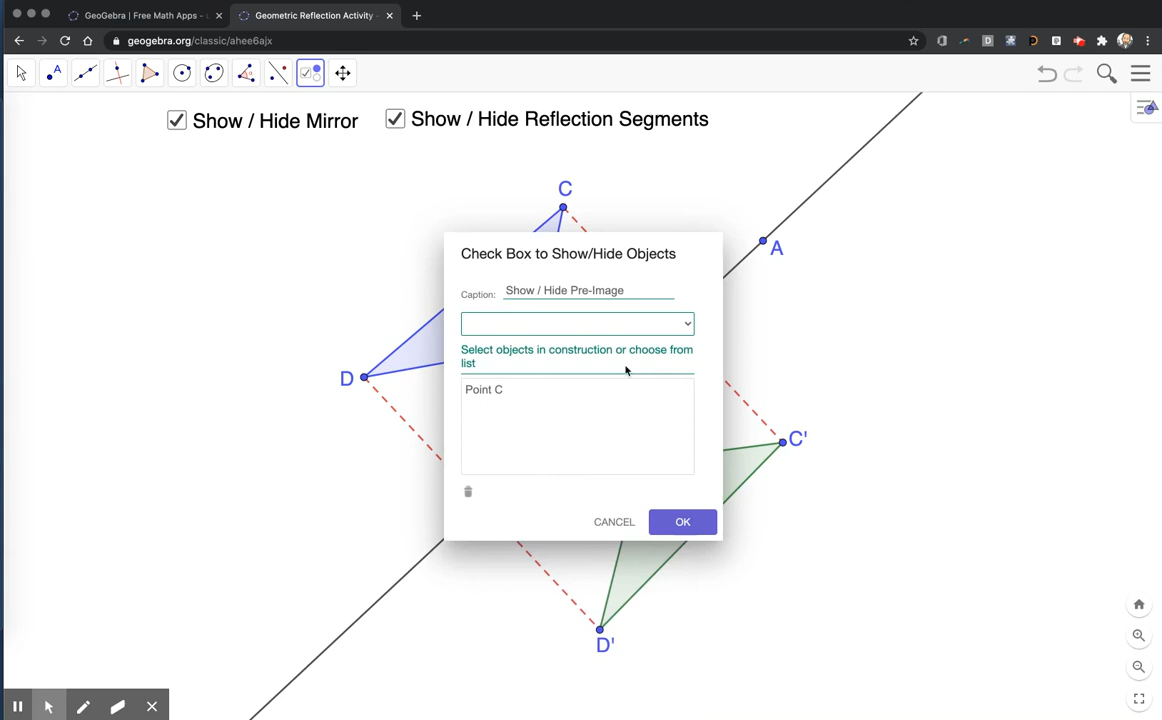 GeoGebra | Free Math Apps -
Geometric Reflection Activity
geogebra.org/classic/ahee6ajx
Show / Hide Mirror
Show / Hide Reflection Segments
C
A
Check Box to Show/Hide Objects
Caption: Show / Hide Pre-Image
Select objects in construction or choose from
list
Point C
CANCEL OK
D
C'
D'